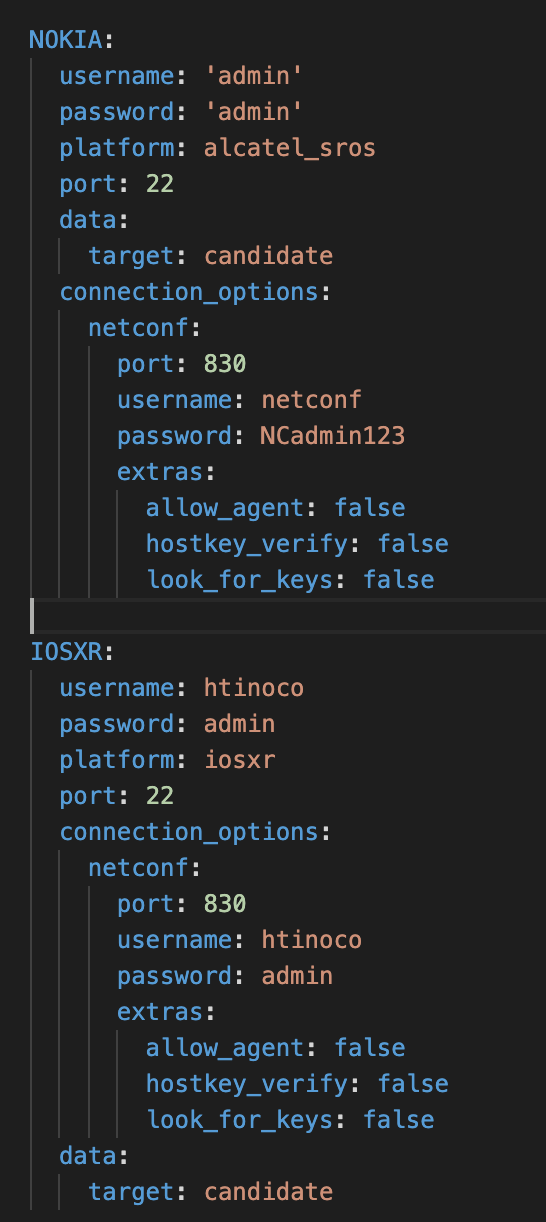 NOKIA:
  username: 'admin'
  password: 'admin'
  platform: alcatel_sros
  port: 22
  data:
    target: candidate
  connection_options:
    netconf:
      port: 830
      username: netconf
      password: NCadmin123
      extras:
        allow_agent: false
        hostkey_verify: false
        look_for_keys: false
IOSXR:
  username: htinoco
  password: admin
  platform: iosxr
  port: 22
  connection_options:
    netconf:
      port: 830
      username: htinoco
      password: admin
      extras:
        allow_agent: false
        hostkey_verify: false
        look_for_keys: false
  data:
    target: candidate